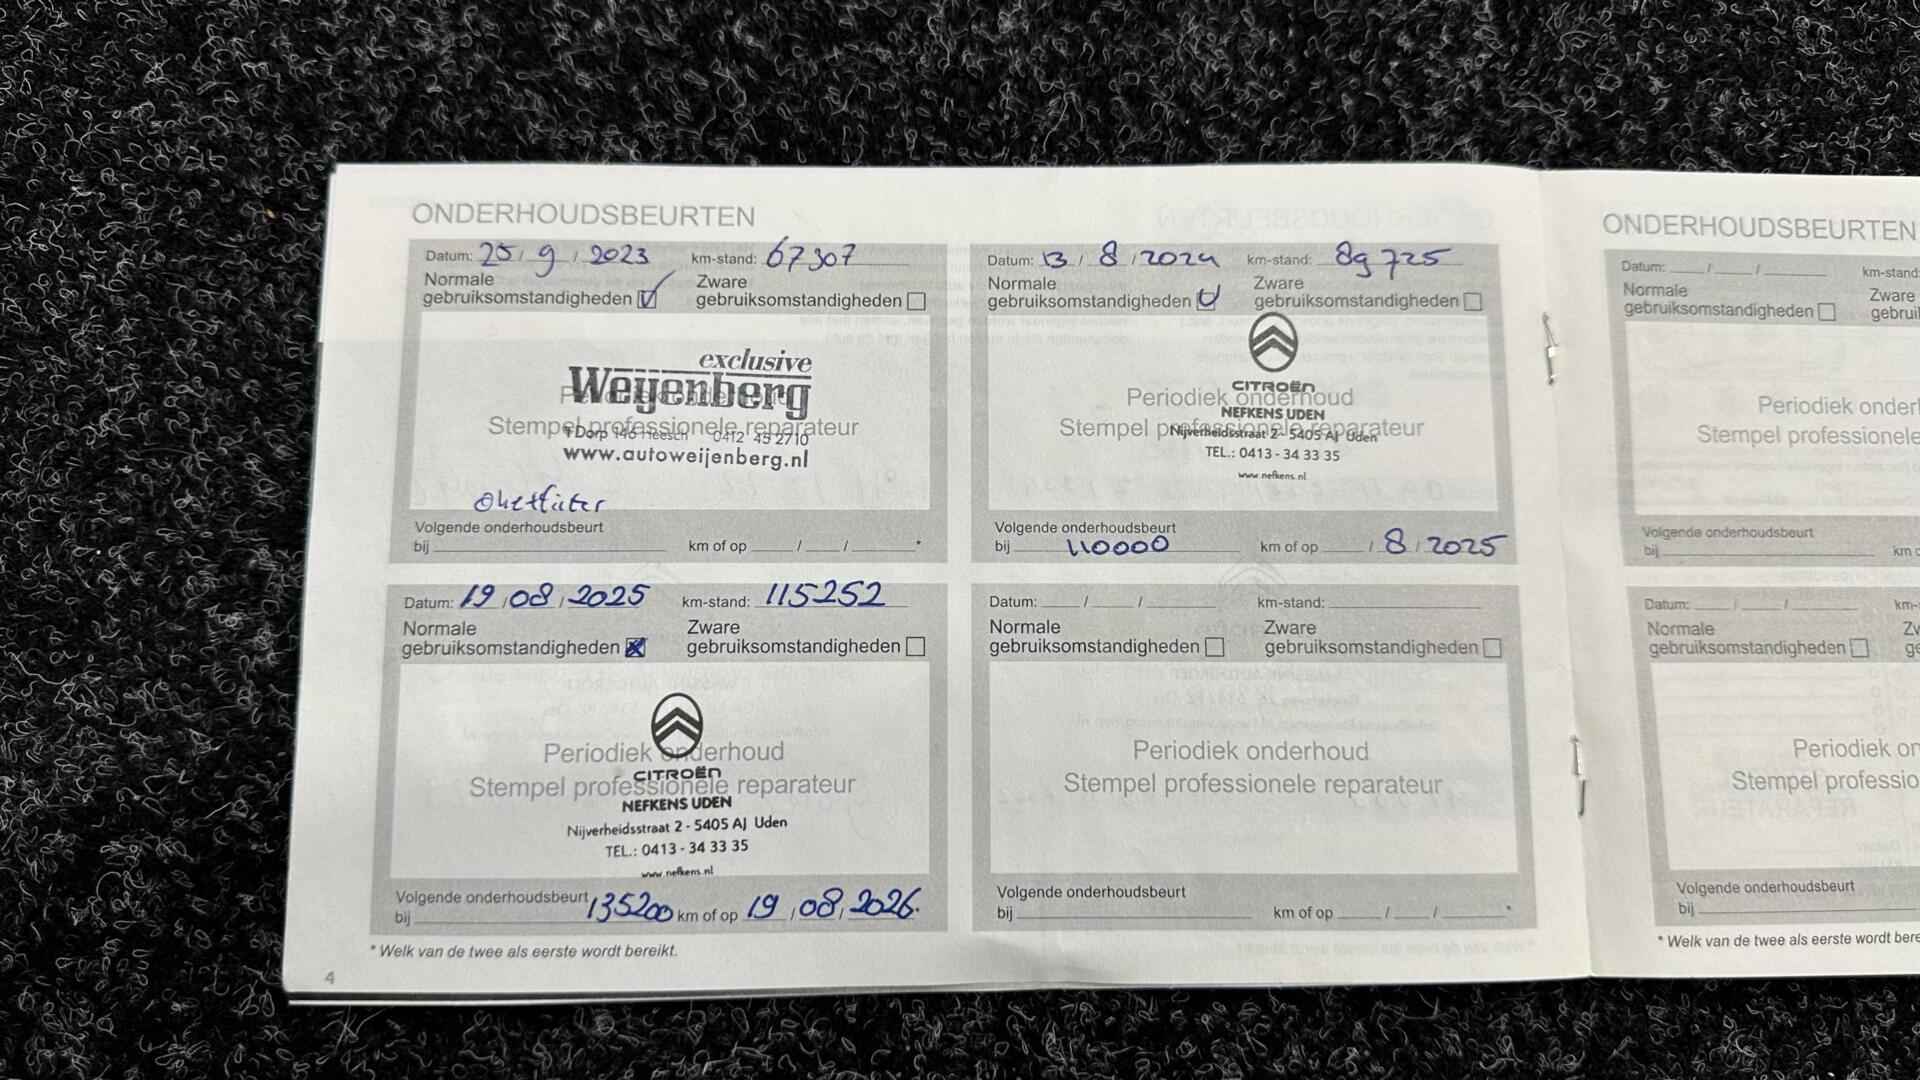 ONDERHOUDSBEURTEN
Datum: 25 / 9 / 2023 km-stand: 67307
Normale gebruiksomstandigheden Zware gebruiksomstandigheden
exclusive
Weijenberg
Periodiek onderhoud
Stempel professionele reparateur
't Dorp 146 Heesch 0412 45 2710
www.autoweijenberg.nl
Volgende onderhoudsbeurt
bij km of op / / *
Datum: 13 / 8 / 2024 km-stand: 89725
Normale gebruiksomstandigheden Zware gebruiksomstandigheden
CITROËN
Periodiek onderhoud
NEFKENS UDEN
Stempel professionele reparateur
Nijverheidsstraat 2 - 5405 AJ Uden
TEL.: 0413 - 34 33 35
www.nefkens.nl
Volgende onderhoudsbeurt
bij 110000 km of op / 8 / 2025
Datum: 19 / 08 / 2025 km-stand: 115252
Normale gebruiksomstandigheden Zware gebruiksomstandigheden
Periodiek onderhoud
CITROËN
Stempel professionele reparateur
NEFKENS UDEN
Nijverheidsstraat 2 - 5405 AJ Uden
TEL.: 0413 - 34 33 35
www.nefkens.nl
Volgende onderhoudsbeurt
bij 135200 km of op 19 / 08 / 2026.
Datum: / / km-stand:
Normale gebruiksomstandigheden Zware gebruiksomstandigheden
Periodiek onderhoud
Stempel professionele reparateur
Volgende onderhoudsbeurt
bij km of op / / *
* Welk van de twee als eerste wordt bereikt.
4
ONDERHOUDSBEURTEN
Datum: / / km-stand:
Normale gebruiksomstandigheden Zware
Periodiek
Stempel professionele
Volgende onderhoudsbeurt
bij km
Datum: / /
Normale gebruiksomstandigheden
Periodiek
Stempel
Volgende onderhoudsbeurt
bij
* Welk van de twee als eerste wordt